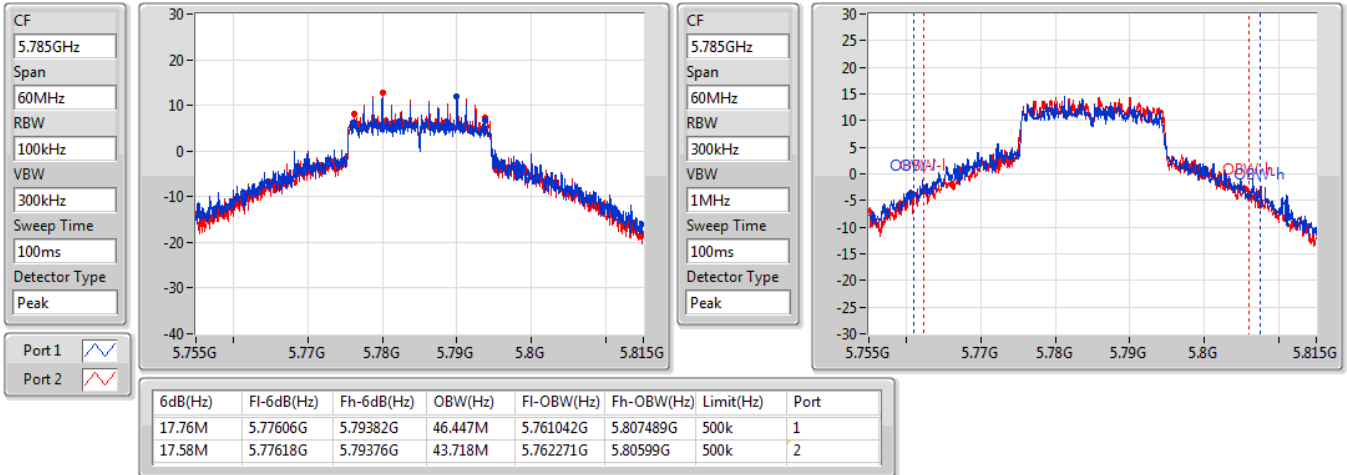 CF
5.785GHz
Span
60MHz
RBW
100kHz
VBW
300kHz
Sweep Time
100ms
Detector Type
Peak
Port 1
Port 2
30
20
10
0
-10
-20
-30
-40
5.755G 5.77G 5.78G 5.79G 5.8G 5.815G
CF
5.785GHz
Span
60MHz
RBW
300kHz
VBW
1MHz
Sweep Time
100ms
Detector Type
Peak
30
25
20
15
10
5
0
-5
-10
-15
-20
-25
-30
OBW-h
5.755G 5.77G 5.78G 5.79G 5.8G 5.815G
6dB(Hz) Fl-6dB(Hz) Fh-6dB(Hz) OBW(Hz) Fl-OBW(Hz) Fh-OBW(Hz) Limit(Hz) Port
17.76M 5.77606G 5.79382G 46.447M 5.761042G 5.807489G 500k 1
17.58M 5.77618G 5.79376G 43.718M 5.762271G 5.80599G 500k 2